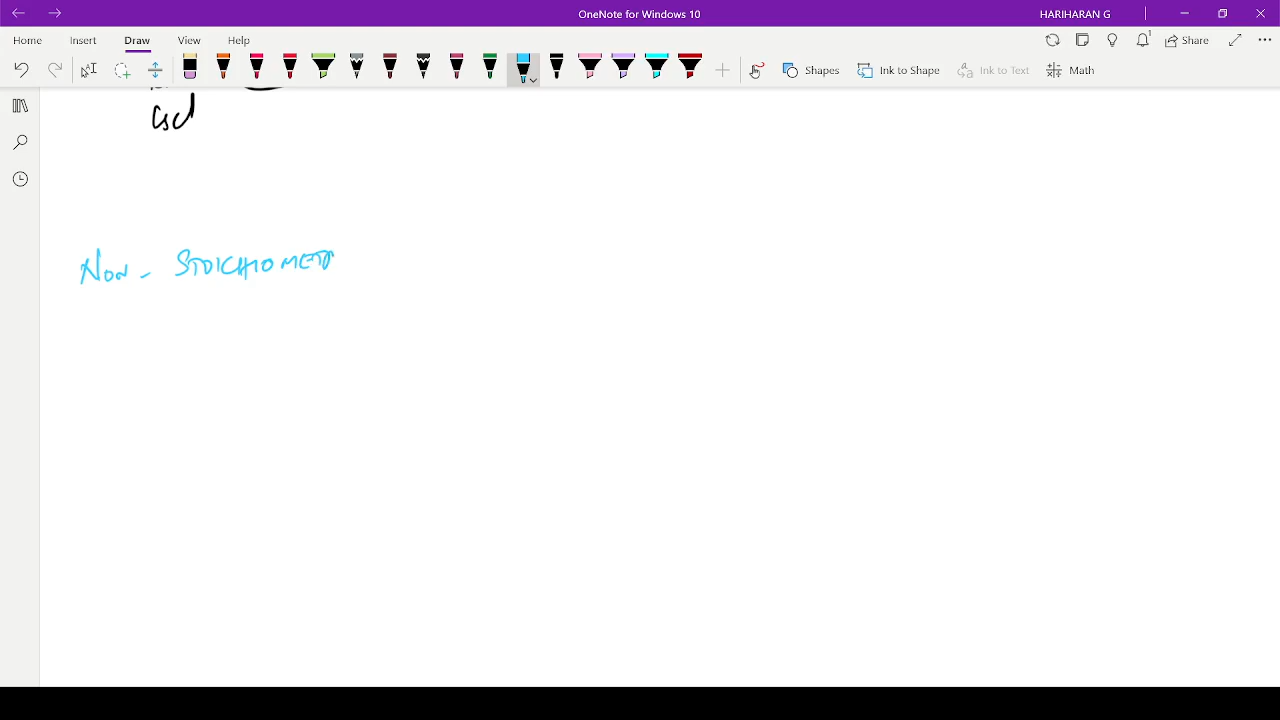 OneNote for Windows 10
HARIHARAN G
Home Insert Draw View Help
Share
Shapes Ink to Shape Ink to Text Math
CsCl
NON - STOICHIOMETR